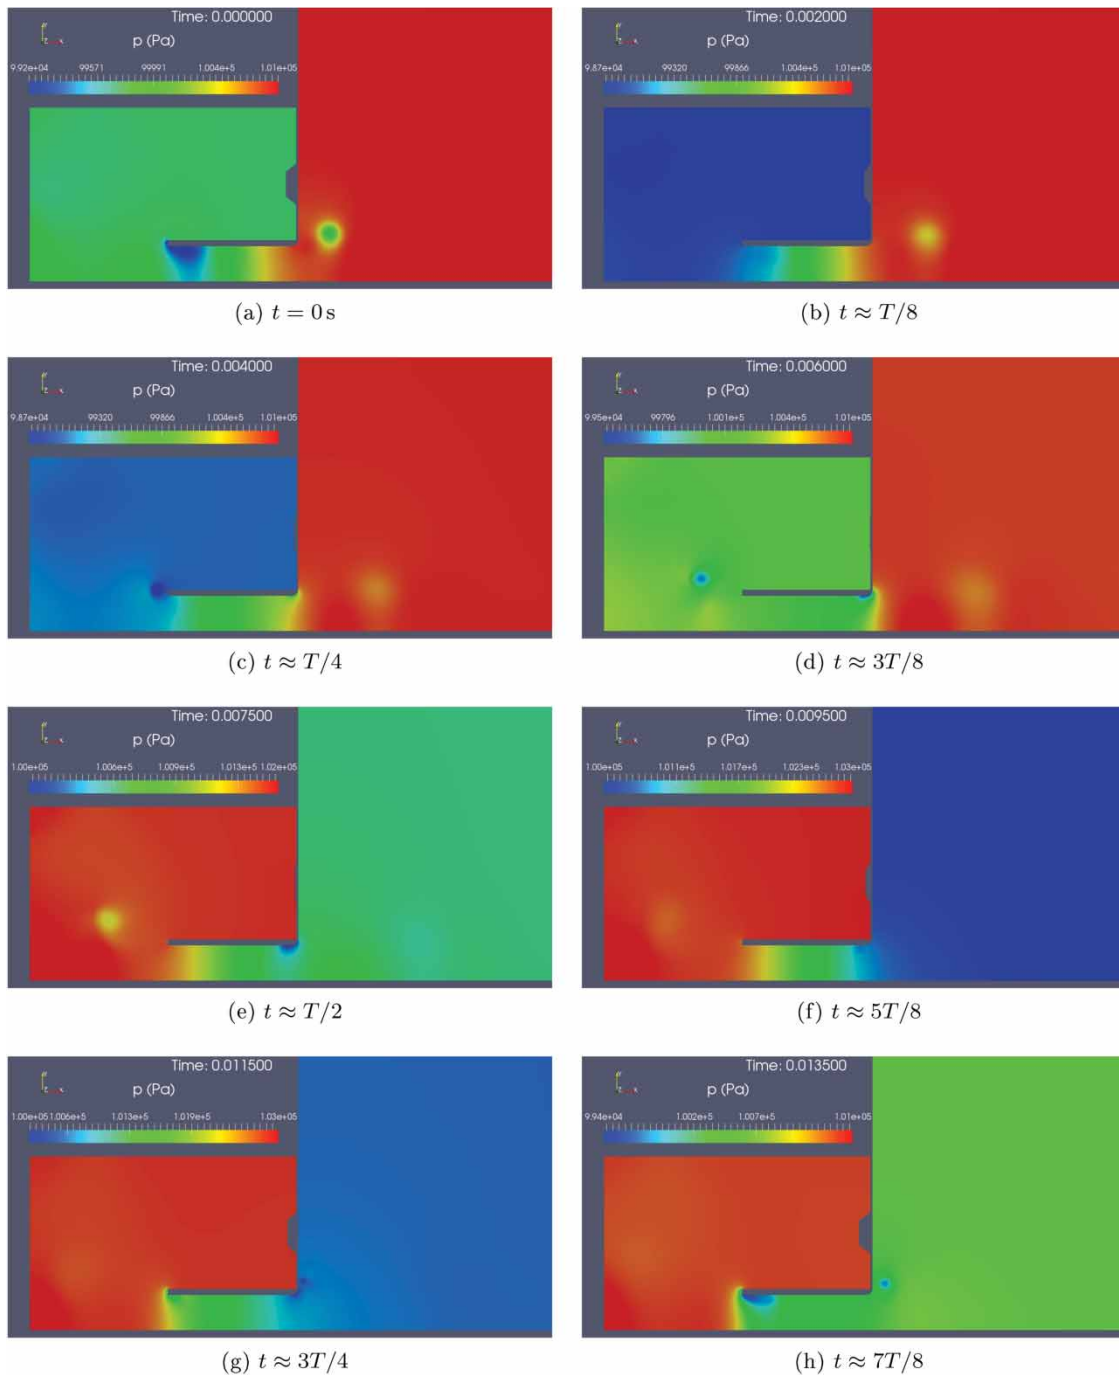 Time: 0.000000
p (Pa)
9.92e+04 99571 99991 1.004e+5 1.01e+05
(a) t = 0 s
Time: 0.002000
p (Pa)
9.87e+04 99320 99866 1.004e+5 1.01e+05
(b) t ≈ T/8
Time: 0.004000
p (Pa)
9.87e+04 99320 99866 1.004e+5 1.01e+05
(c) t ≈ T/4
Time: 0.006000
p (Pa)
9.95e+04 99796 1.001e+5 1.004e+5 1.01e+05
(d) t ≈ 3T/8
Time: 0.007500
p (Pa)
1.00e+05 1.006e+5 1.009e+5 1.013e+5 1.02e+05
(e) t ≈ T/2
Time: 0.009500
p (Pa)
1.00e+05 1.011e+5 1.017e+5 1.023e+5 1.03e+05
(f) t ≈ 5T/8
Time: 0.011500
p (Pa)
1.00e+05 1.006e+5 1.013e+5 1.019e+5 1.03e+05
(g) t ≈ 3T/4
Time: 0.013500
p (Pa)
9.94e+04 1.002e+5 1.007e+5 1.01e+05
(h) t ≈ 7T/8